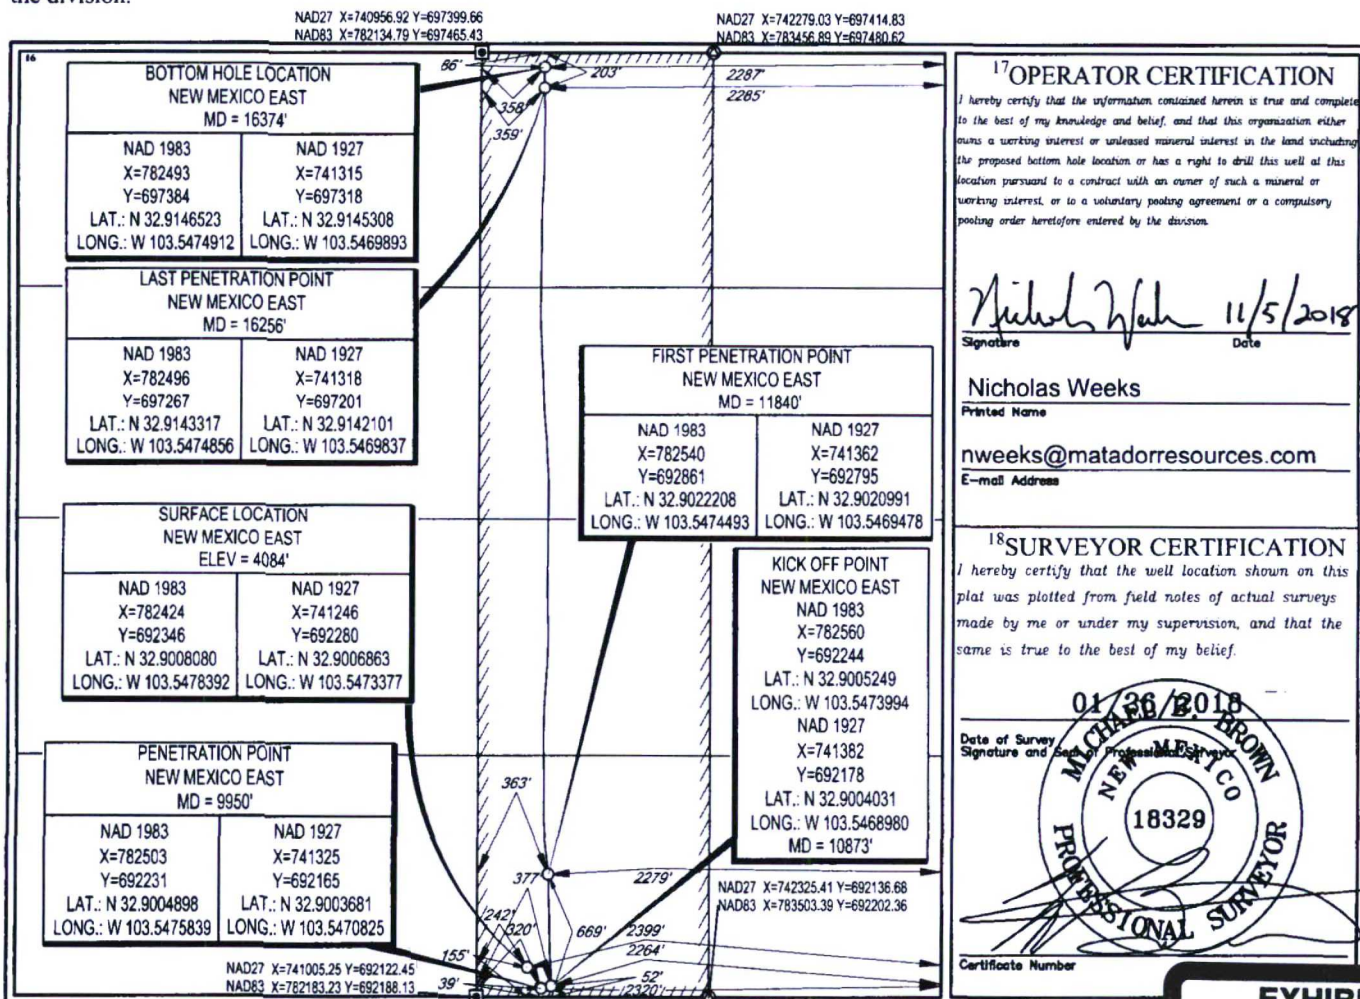 the division.
NAD27 X=740956.92 Y=697399.66
NAD83 X=782134.79 Y=697465.43
NAD27 X=742279.03 Y=697414.83
NAD83 X=783456.89 Y=697480.62
16
BOTTOM HOLE LOCATION
NEW MEXICO EAST
MD = 16374'
NAD 1983
X=782493
Y=697384
LAT.: N 32.9146523
LONG.: W 103.5474912
NAD 1927
X=741315
Y=697318
LAT.: N 32.9145308
LONG.: W 103.5469893
LAST PENETRATION POINT
NEW MEXICO EAST
MD = 16256'
NAD 1983
X=782496
Y=697267
LAT.: N 32.9143317
LONG.: W 103.5474856
NAD 1927
X=741318
Y=697201
LAT.: N 32.9142101
LONG.: W 103.5469837
SURFACE LOCATION
NEW MEXICO EAST
ELEV = 4084'
NAD 1983
X=782424
Y=692346
LAT.: N 32.9008080
LONG.: W 103.5478392
NAD 1927
X=741246
Y=692280
LAT.: N 32.9006863
LONG.: W 103.5473377
PENETRATION POINT
NEW MEXICO EAST
MD = 9950'
NAD 1983
X=782503
Y=692231
LAT.: N 32.9004898
LONG.: W 103.5475839
NAD 1927
X=741325
Y=692165
LAT.: N 32.9003681
LONG.: W 103.5470825
NAD27 X=741005.25 Y=692122.45
NAD83 X=782183.23 Y=692188.13
86'
203'
358'
359'
2287'
2285'
FIRST PENETRATION POINT
NEW MEXICO EAST
MD = 11840'
NAD 1983
X=782540
Y=692861
LAT.: N 32.9022208
LONG.: W 103.5474493
NAD 1927
X=741362
Y=692795
LAT.: N 32.9020991
LONG.: W 103.5469478
KICK OFF POINT
NEW MEXICO EAST
NAD 1983
X=782560
Y=692244
LAT.: N 32.9005249
LONG.: W 103.5473994
NAD 1927
X=741382
Y=692178
LAT.: N 32.9004031
LONG.: W 103.5468980
MD = 10873'
363'
377'
2279'
242'
320'
669'
2399'
2264'
155'
39'
52'
2320'
NAD27 X=742325.41 Y=692136.68
NAD83 X=783503.39 Y=692202.36
17 OPERATOR CERTIFICATION
I hereby certify that the information contained herein is true and complete
to the best of my knowledge and belief, and that this organization either
owns a working interest or unleased mineral interest in the land including
the proposed bottom hole location or has a right to drill this well at this
location pursuant to a contract with an owner of such a mineral or
working interest, or to a voluntary pooling agreement or a compulsory
pooling order heretofore entered by the division.
11/5/2018
Signature Date
Nicholas Weeks
Printed Name
nweeks@matadorresources.com
E-mail Address
18 SURVEYOR CERTIFICATION
I hereby certify that the well location shown on this
plat was plotted from field notes of actual surveys
made by me or under my supervision, and that the
same is true to the best of my belief.
01/26/2018
Date of Survey
Signature and Seal of Professional Surveyor
MICHAEL B. BROWN
NEW MEXICO
18329
PROFESSIONAL SURVEYOR
Certificate Number